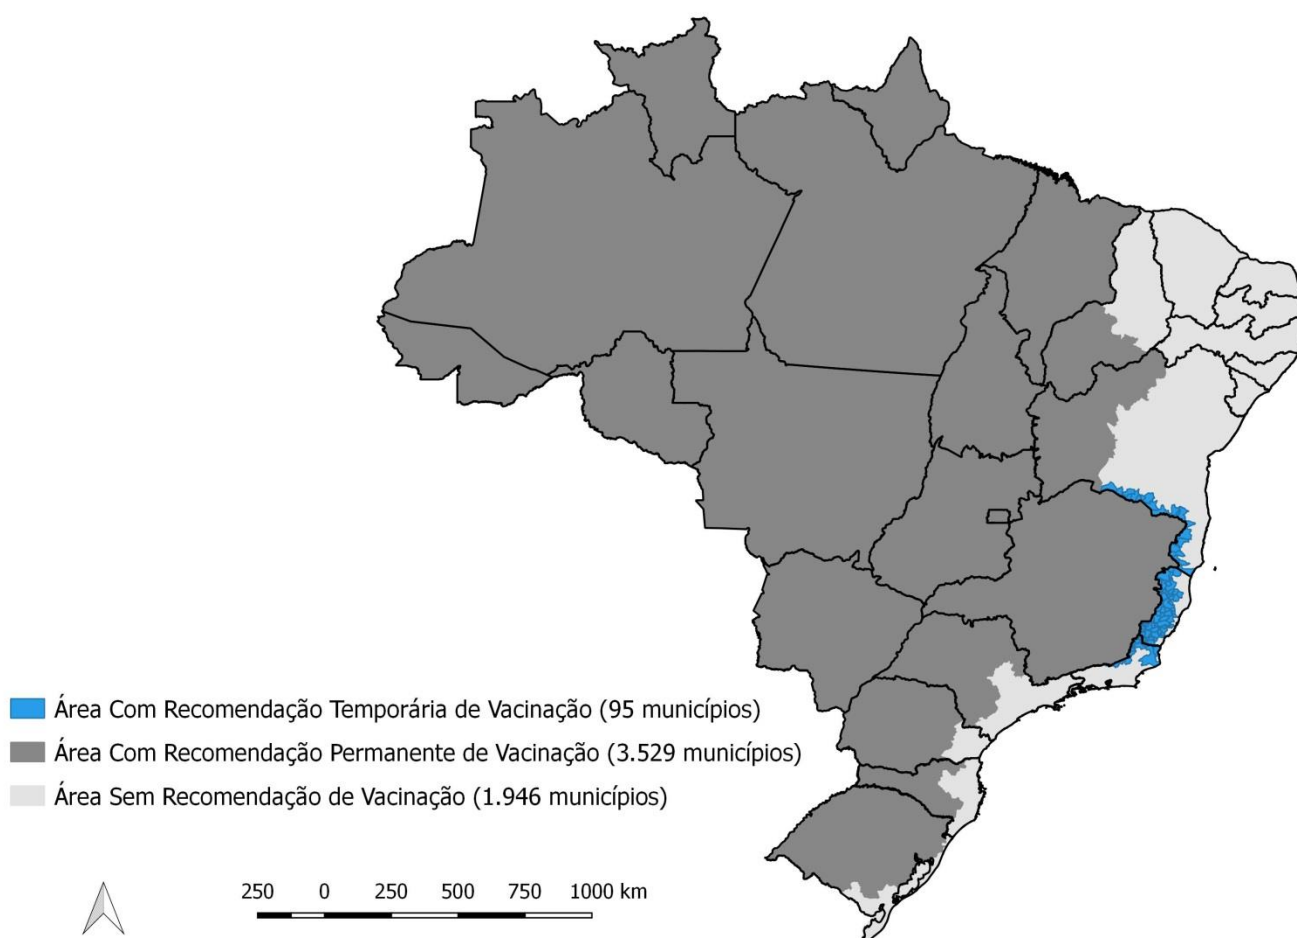 Área Com Recomendação Temporária de Vacinação (95 municípios)
Área Com Recomendação Permanente de Vacinação (3.529 municípios)
Área Sem Recomendação de Vacinação (1.946 municípios)
250 0 250 500 750 1000 km